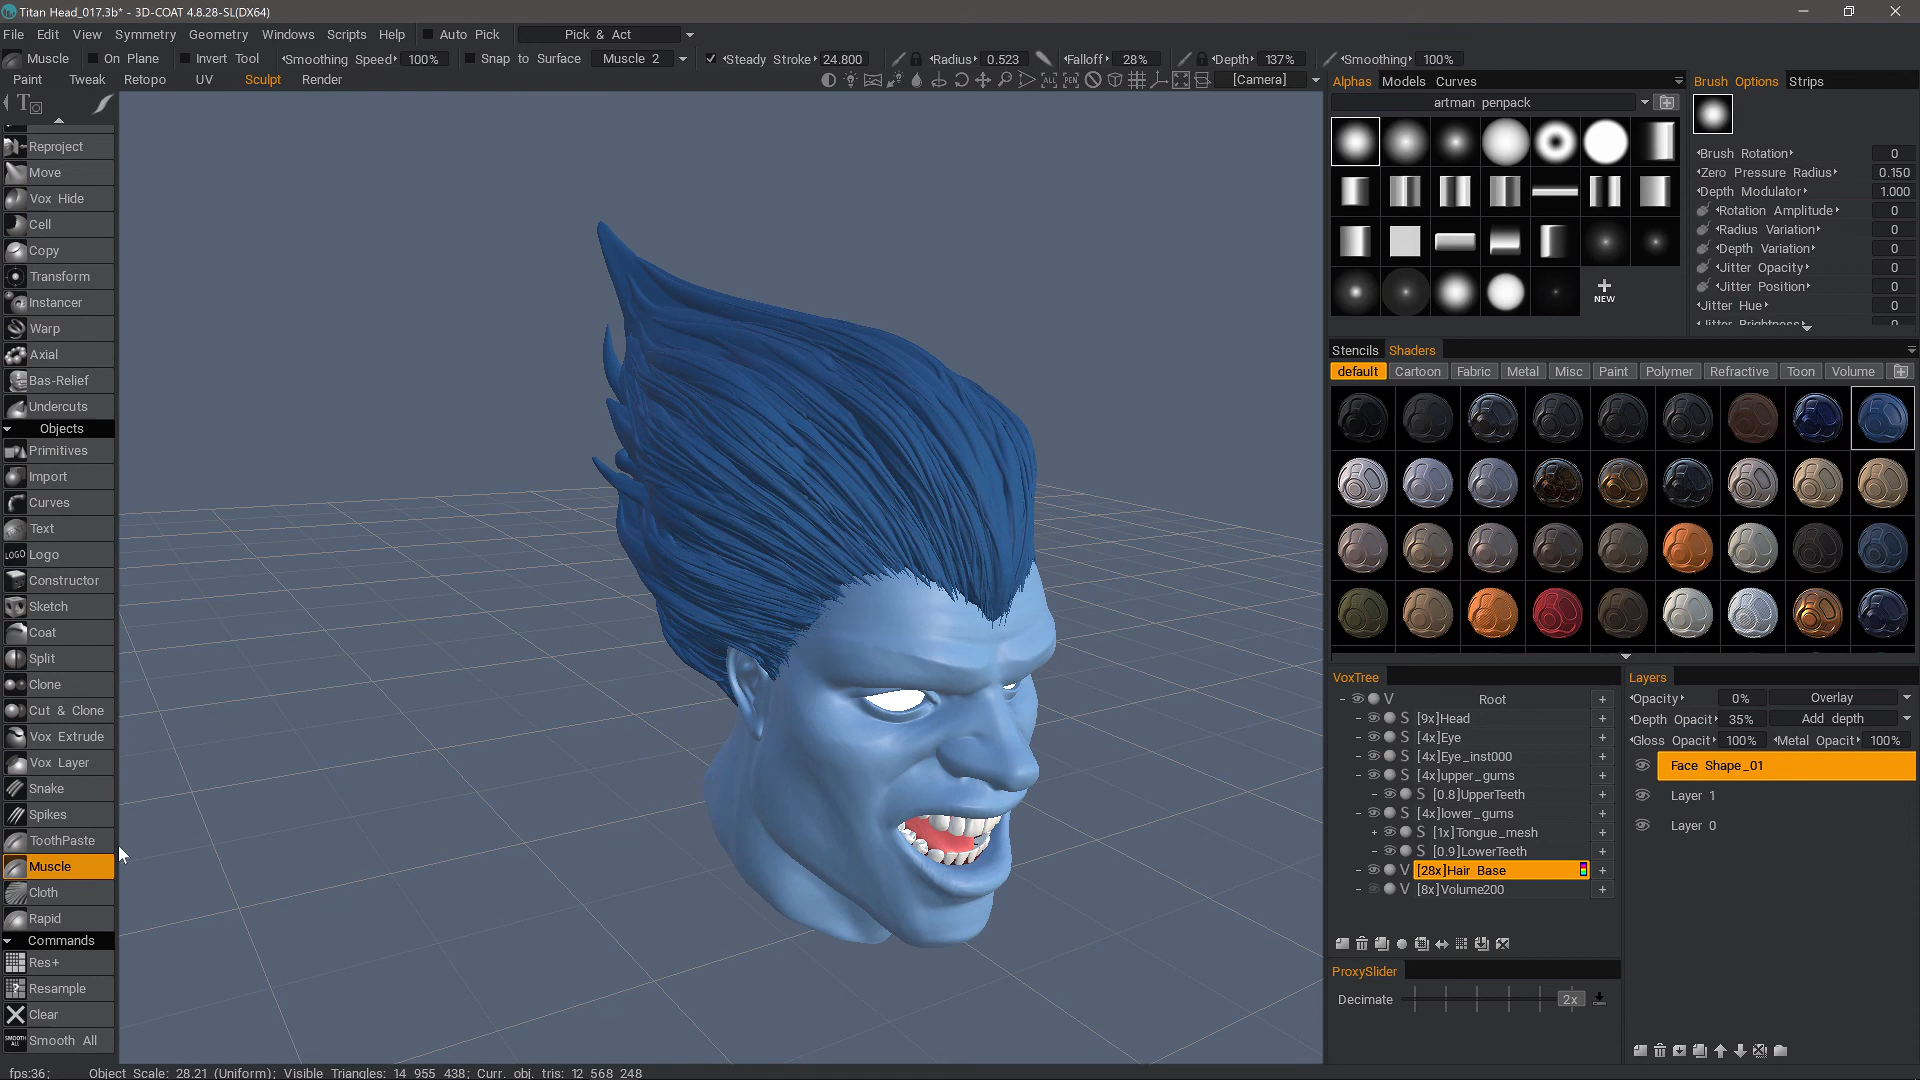 Titan Head_017.3b* - 3D-COAT 4.8.28-SL(DX64)
File Edit View Symmetry Geometry Windows Scripts Help Auto Pick Pick & Act
Muscle On Plane Invert Tool Smoothing Speed 100% Snap to Surface Muscle 2 Steady Stroke 24.800 Radius 0.523 Falloff 28% Depth 137% Smoothing 100%
Paint Tweak Retopo UV Sculpt Render [Camera]
Reproject
Move
Vox Hide
Cell
Copy
Transform
Instancer
Warp
Axial
Bas-Relief
Undercuts
Objects
Primitives
Import
Curves
Text
LOGO Logo
Constructor
Sketch
Coat
Split
Clone
Cut & Clone
Vox Extrude
Vox Layer
Snake
Spikes
ToothPaste
Muscle
Cloth
Rapid
Commands
Res+
Resample
Clear
SMOOTH ALL Smooth All
Alphas Models Curves
artman penpack
NEW
Brush Options Strips
Brush Rotation 0
Zero Pressure Radius 0.150
Depth Modulator 1.000
Rotation Amplitude 0
Radius Variation 0
Depth Variation 0
Jitter Opacity 0
Jitter Position 0
Jitter Hue 0
Jitter Brightness 0
Stencils Shaders
default Cartoon Fabric Metal Misc Paint Polymer Refractive Toon Volume
VoxTree
V Root +
S [9x]Head +
S [4x]Eye +
S [4x]Eye_inst000 +
S [4x]upper_gums +
S [0.8]UpperTeeth +
S [4x]lower_gums +
S [1x]Tongue_mesh +
S [0.9]LowerTeeth +
V [28x]Hair Base +
V [8x]Volume200 +
ProxySlider
Decimate 2x
Layers
Opacity 0% Overlay
Depth Opacit 35% Add depth
Gloss Opacit 100% Metal Opacit 100%
Face Shape_01
Layer 1
Layer 0
fps:36; Object Scale: 28.21 (Uniform); Visible Triangles: 14 955 438; Curr. obj. tris: 12 568 248